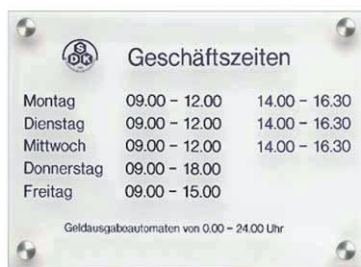 SDK
Geschäftszeiten
Montag 09.00 – 12.00 14.00 – 16.30
Dienstag 09.00 – 12.00 14.00 – 16.30
Mittwoch 09.00 – 12.00 14.00 – 16.30
Donnerstag 09.00 – 18.00
Freitag 09.00 – 15.00
Geldausgabeautomaten von 0.00 – 24.00 Uhr